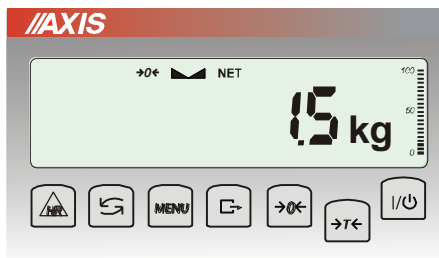 //AXIS
→0← NET
1.5 kg
100
50
0
HR
MENU
→0←
→T←
I/⏻